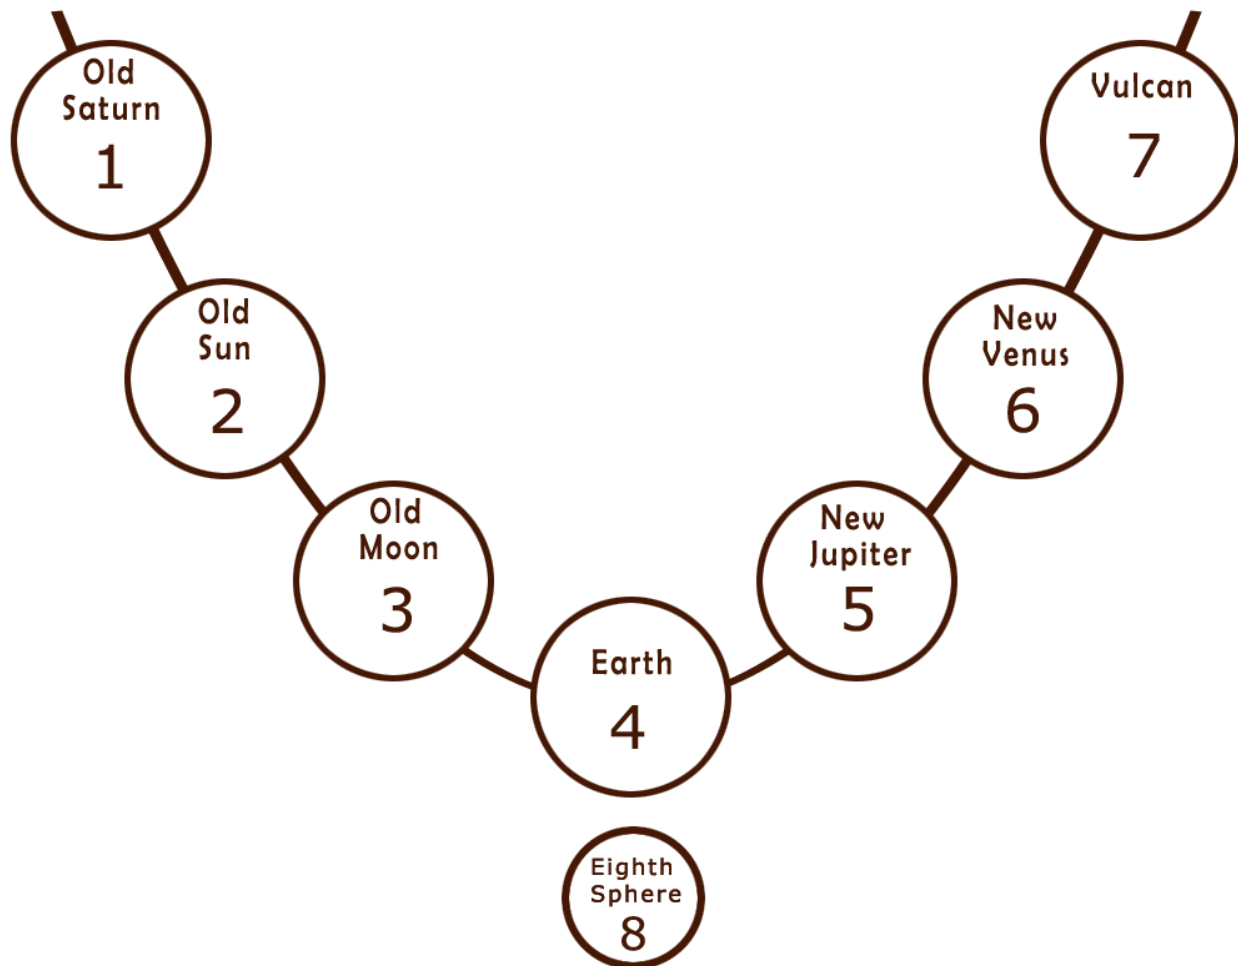 Old
Saturn
1
Old
Sun
2
Old
Moon
3
Earth
4
New
Jupiter
5
New
Venus
6
Vulcan
7
Eighth
Sphere
8